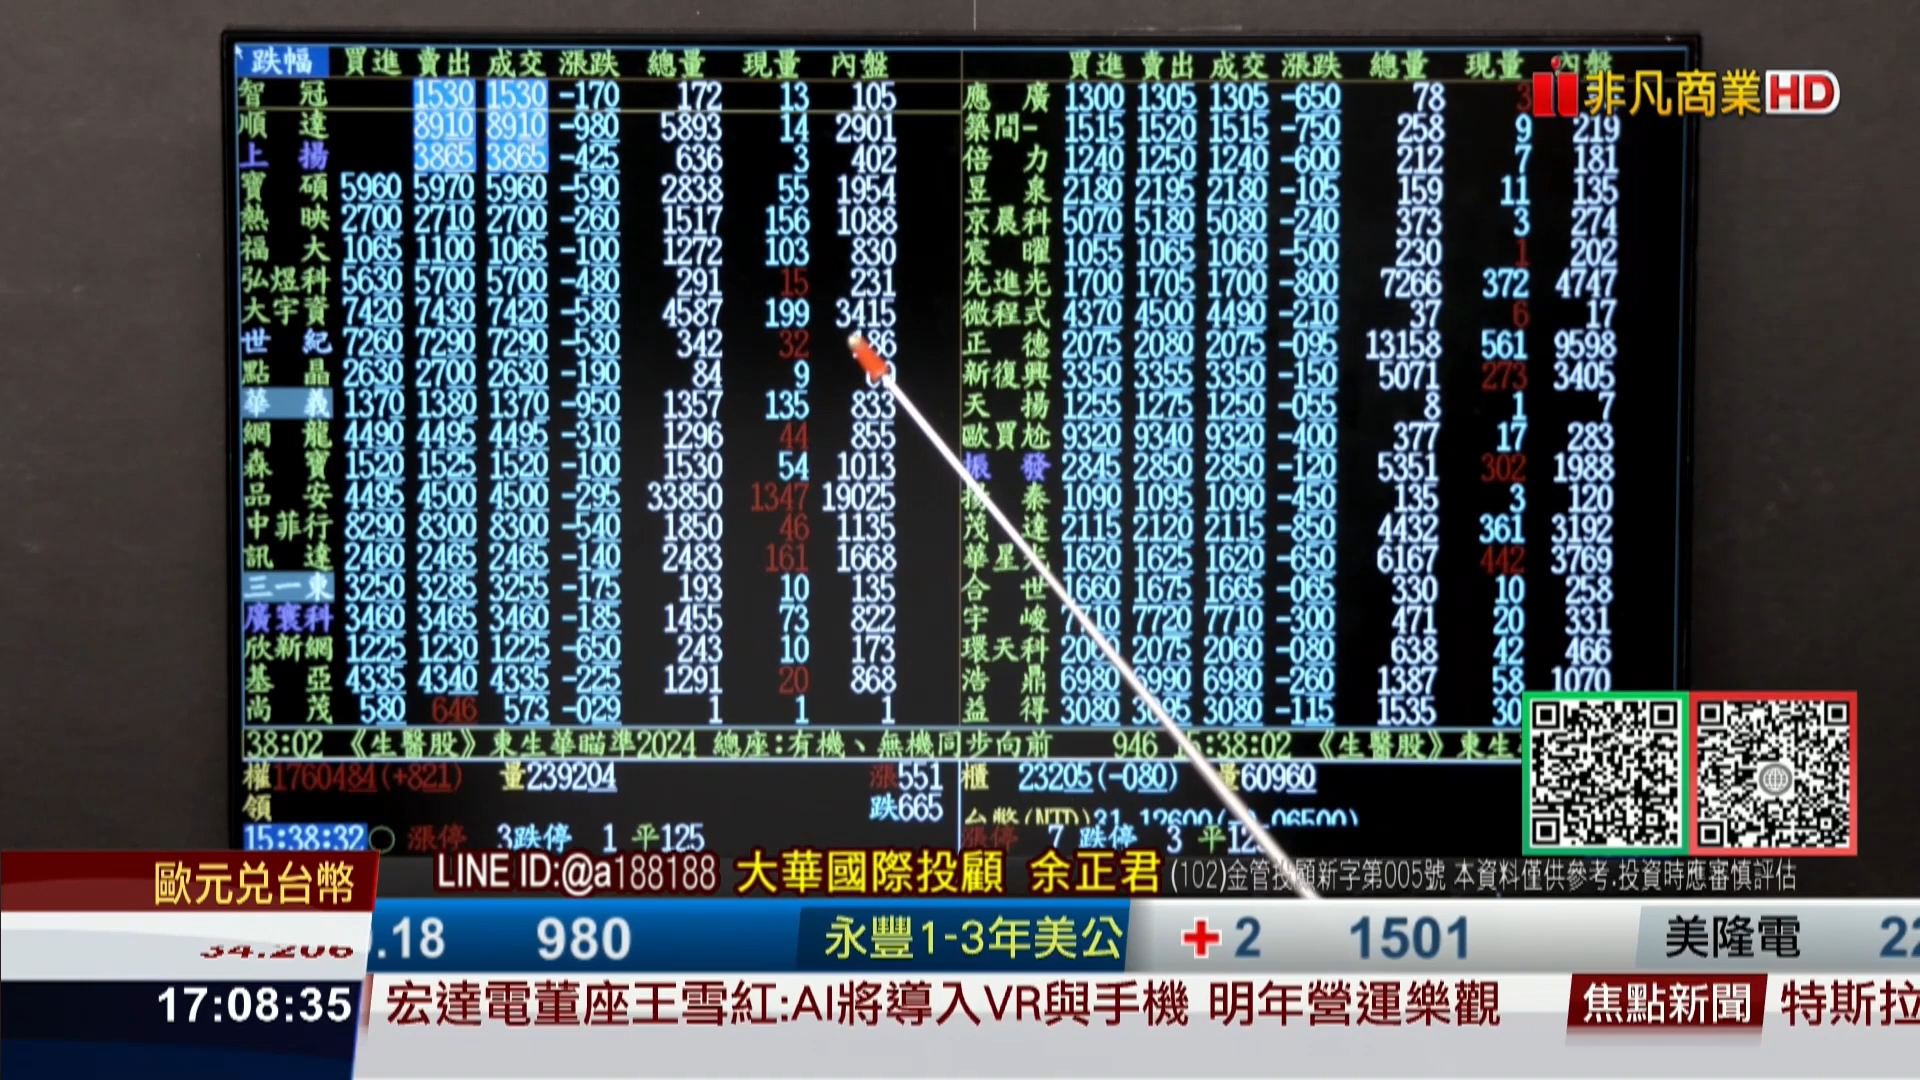 跌幅 買進 賣出 成交 漲跌 總量 現量 內盤
智冠 1530 1530 -170 172 13 105
順達 8910 8910 -980 5893 14 2901
上揚 3865 3865 -425 636 3 402
寶碩 5960 5970 5960 -590 2838 55 1954
熱映 2700 2710 2700 -260 1517 156 1088
福大 1065 1100 1065 -100 1272 103 830
弘煜科 5630 5700 5700 -480 291 15 231
大宇資 7420 7430 7420 -580 4587 199 3415
世紀 7260 7290 7290 -530 342 32
點晶 2630 2700 2630 -190 84 9
華義 1370 1380 1370 -950 1357 135 833
網龍 4490 4495 4495 -310 1296 44 855
森寶 1520 1525 1520 -100 1530 54 1013
品安 4495 4500 4500 -295 33850 1347 19025
中菲行 8290 8300 8300 -540 1850 46 1135
訊達 2460 2465 2465 -140 2483 161 1668
三一東 3250 3285 3255 -175 193 10 135
廣寰科 3460 3465 3460 -185 1455 73 822
欣新網 1225 1230 1225 -650 243 10 173
基亞 4335 4340 4335 -225 1291 20 868
尚茂 580 646 573 -029 1 1 1
買進 賣出 成交 漲跌 總量 現量 內盤
應廣 1300 1305 1305 -650 78
築間- 1515 1520 1515 -750 258 9 219
倍力 1240 1250 1240 -600 212 7 181
昱泉 2180 2195 2180 -105 159 11 135
京晨科 5070 5180 5080 -240 373 3 274
宸曜 1055 1065 1060 -500 230 1 202
先進光 1700 1705 1700 -800 7266 372 4747
微程式 4370 4500 4490 -210 37 6 17
正德 2075 2080 2075 -095 13158 561 9598
新復興 3350 3355 3350 -150 5071 273 3405
天揚 1255 1275 1250 -055 8 1 7
歐買尬 9320 9340 9320 -400 377 17 283
振發 2845 2850 2850 -120 5351 302 1988
揚泰 1090 1095 1090 -450 135 3 120
茂達 2115 2120 2115 -850 4432 361 3192
華星光 1620 1625 1620 -650 6167 442 3769
合世 1660 1675 1665 -065 330 10 258
宇峻 7710 7720 7710 -300 471 20 331
環天科 2075 2060 -080 638 42 466
浩鼎 6980 6990 6980 -260 1387 58 1070
益得 3080 3095 3080 -115 1535
38:02 《生醫股》東生華瞄準2024 總座:有機、無機同步向前 946 15:38:02 《生醫股》東生
權1760484(+821) 量239204 漲551 櫃 23205(-080) 量60960
領 跌665
15:38:32 漲停 3跌停 1 平125 漲停 7 跌停 3
非凡商業HD
LINE ID:@a188188 大華國際投顧 余正君 (102)金管投顧新字第005號 本資料僅供參考.投資時應審慎評估
歐元兌台幣
.18 980 永豐1-3年美公 +2 1501 美隆電
17:08:35
宏達電董座王雪紅:AI將導入VR與手機 明年營運樂觀 焦點新聞 特斯拉